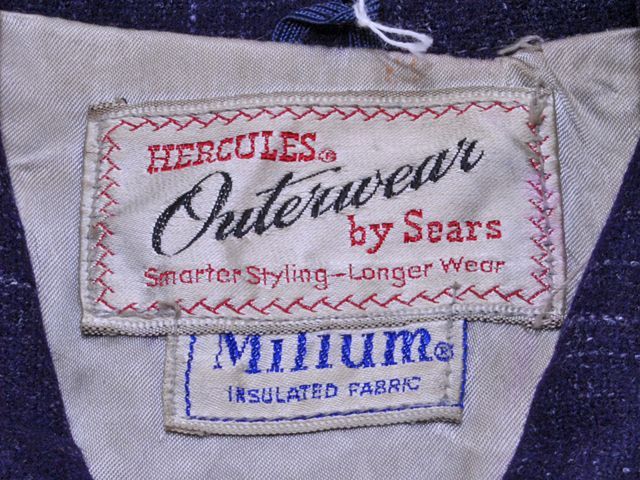 HERCULES®
Outerwear
by Sears
Smarter Styling--Longer Wear
Milium®
INSULATED FABRIC